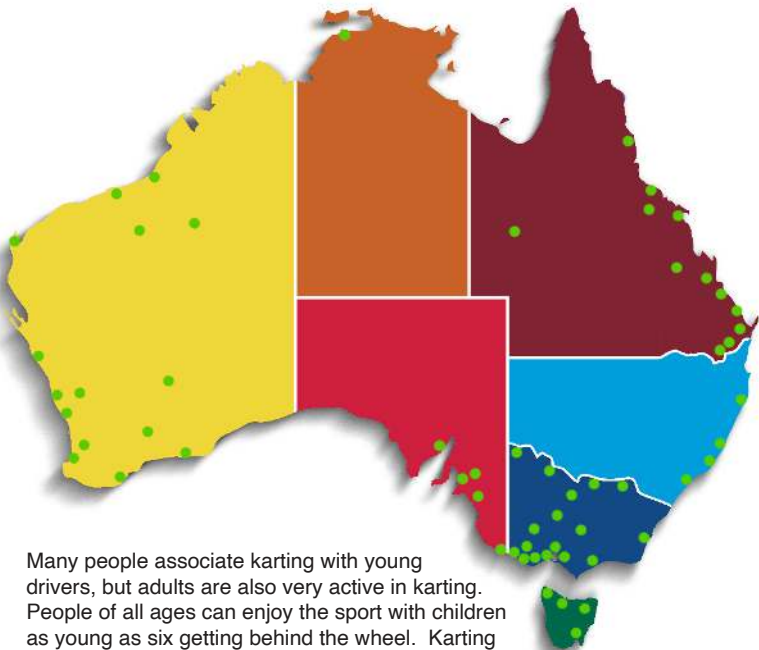 Many people associate karting with young
drivers, but adults are also very active in karting.
People of all ages can enjoy the sport with children
as young as six getting behind the wheel.  Karting